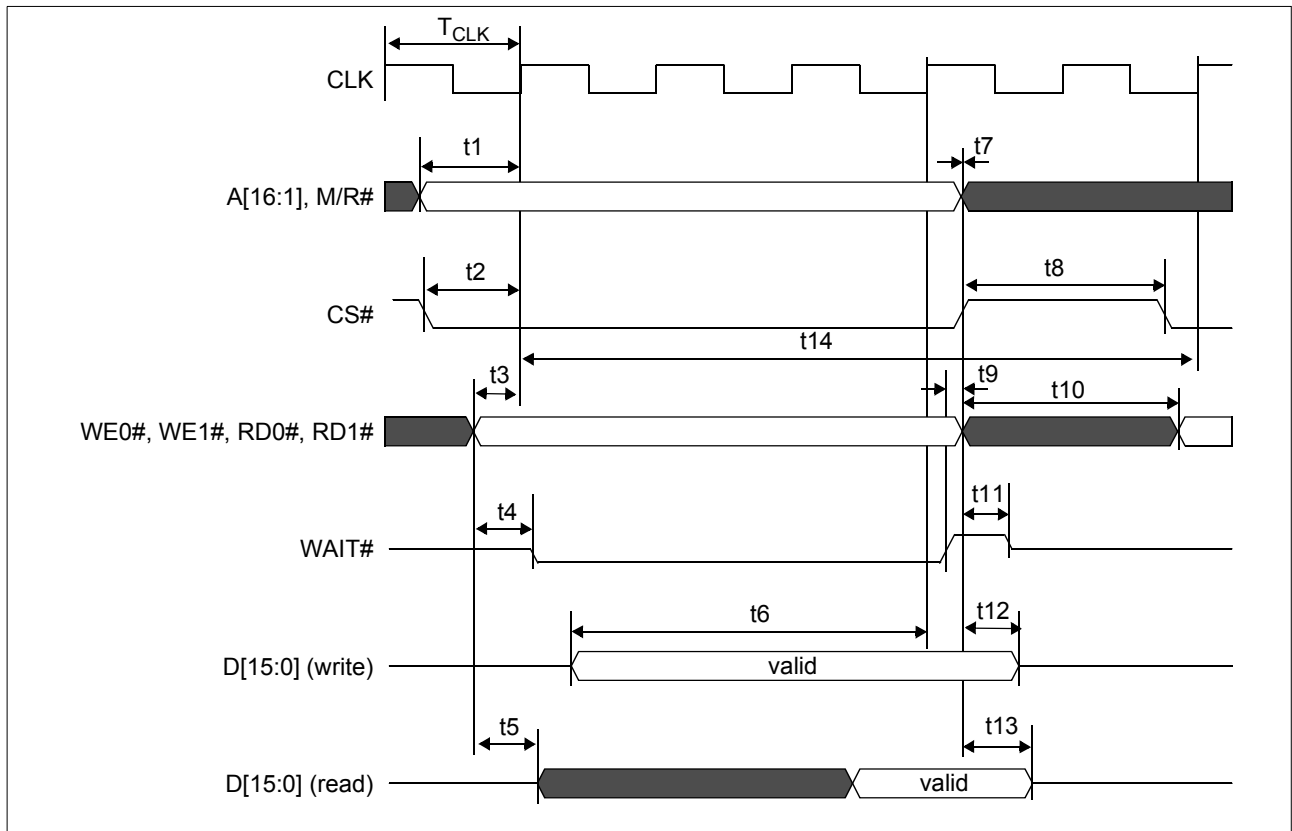 TCLK
CLK
t1
t7
A[16:1], M/R#
t2
t8
CS#
t14
t3
t9
t10
WE0#, WE1#, RD0#, RD1#
t4
t11
WAIT#
t6
t12
D[15:0] (write)
valid
t5
t13
D[15:0] (read)
valid